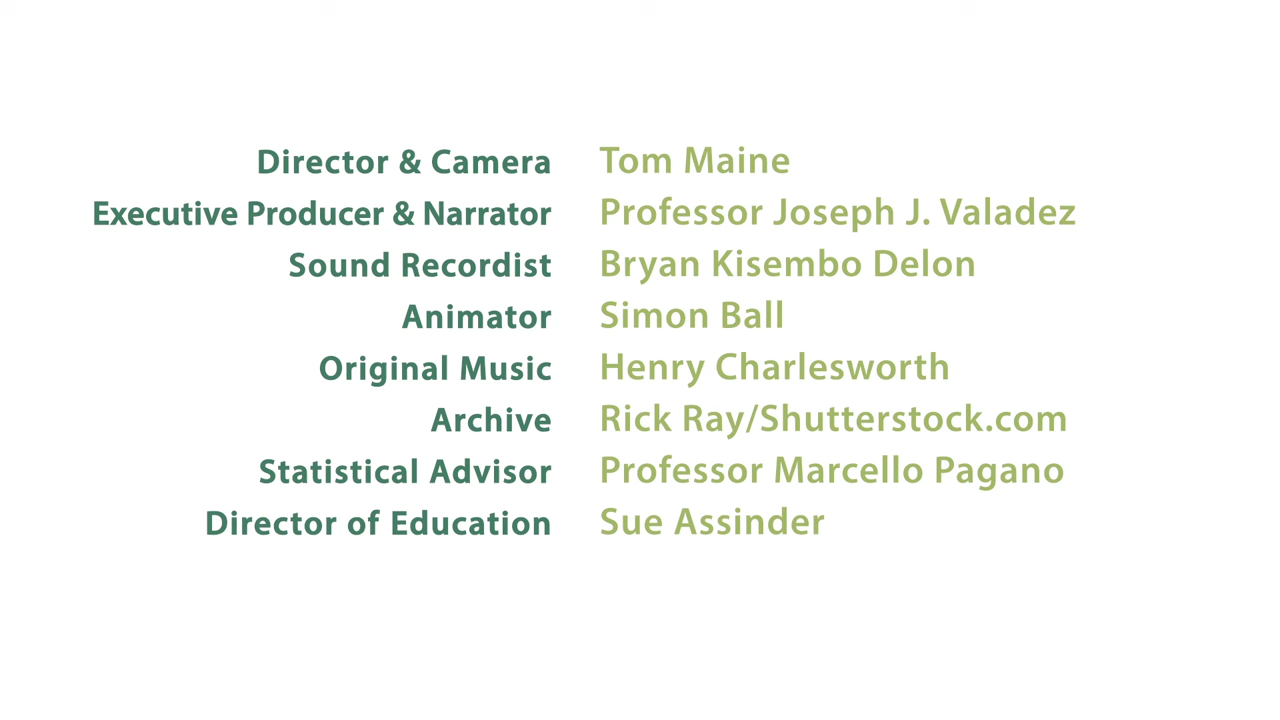 Director & Camera Tom Maine
Executive Producer & Narrator Professor Joseph J. Valadez
Sound Recordist Bryan Kisembo Delon
Animator Simon Ball
Original Music Henry Charlesworth
Archive Rick Ray/Shutterstock.com
Statistical Advisor Professor Marcello Pagano
Director of Education Sue Assinder